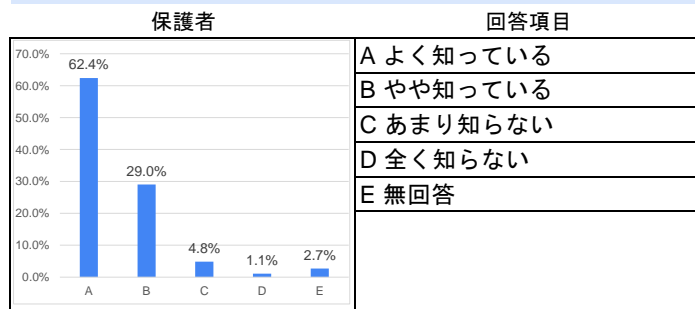 保護者
回答項目
70.0%
60.0%
50.0%
40.0%
30.0%
20.0%
10.0%
0.0%
62.4%
29.0%
4.8%
1.1%
2.7%
A B C D E
A よく知っている
B やや知っている
C あまり知らない
D 全く知らない
E 無回答